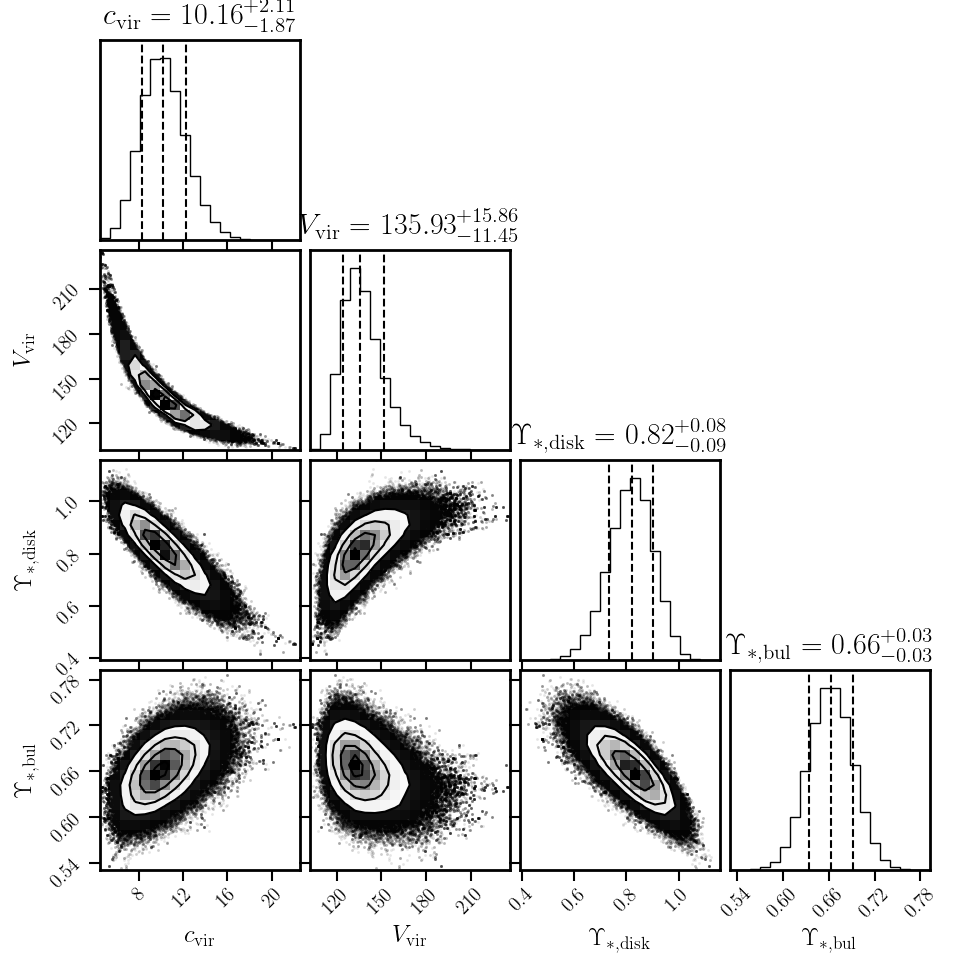 c_vir = 10.16^{+2.11}_{-1.87}
V_vir = 135.93^{+15.86}_{-11.45}
210
180
150
120
V_vir
ϒ_{*,disk} = 0.82^{+0.08}_{-0.09}
1.0
0.8
0.6
0.4
ϒ_{*,disk}
ϒ_{*,bul} = 0.66^{+0.03}_{-0.03}
0.78
0.72
0.66
0.60
0.54
ϒ_{*,bul}
8 12 16 20
120 150 180 210
0.4 0.6 0.8 1.0
0.54 0.60 0.66 0.72 0.78
c_vir
V_vir
ϒ_{*,disk}
ϒ_{*,bul}